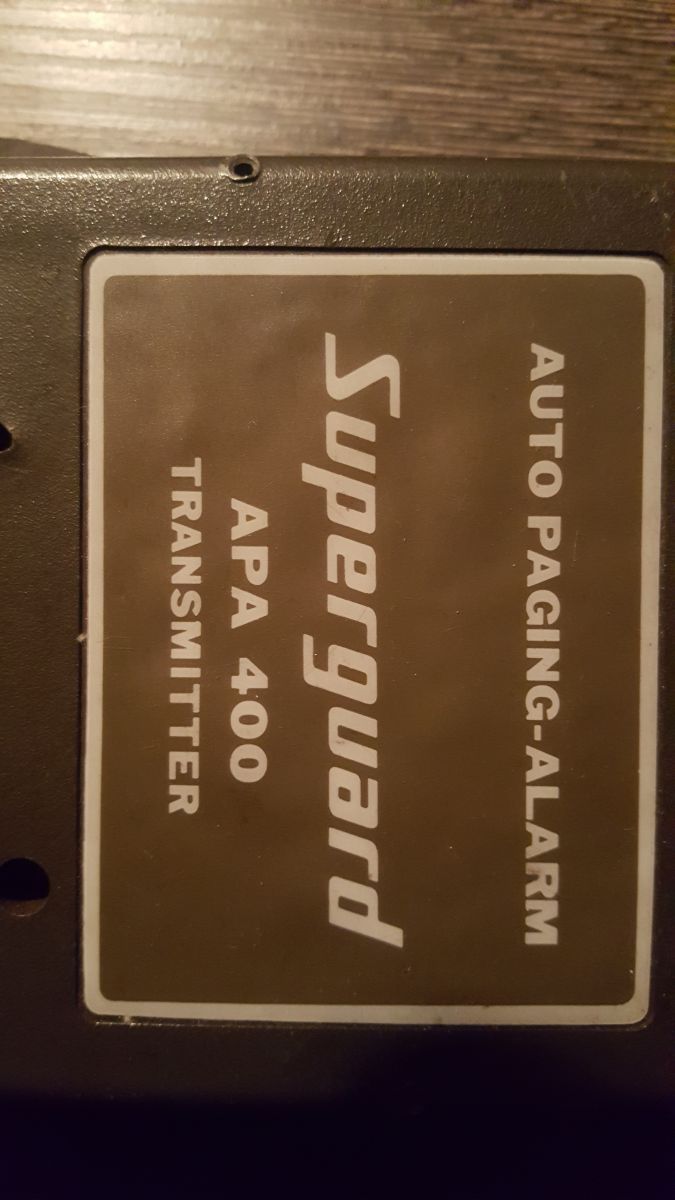 AUTO PAGING-ALARM
Superguard
APA 400
TRANSMITTER